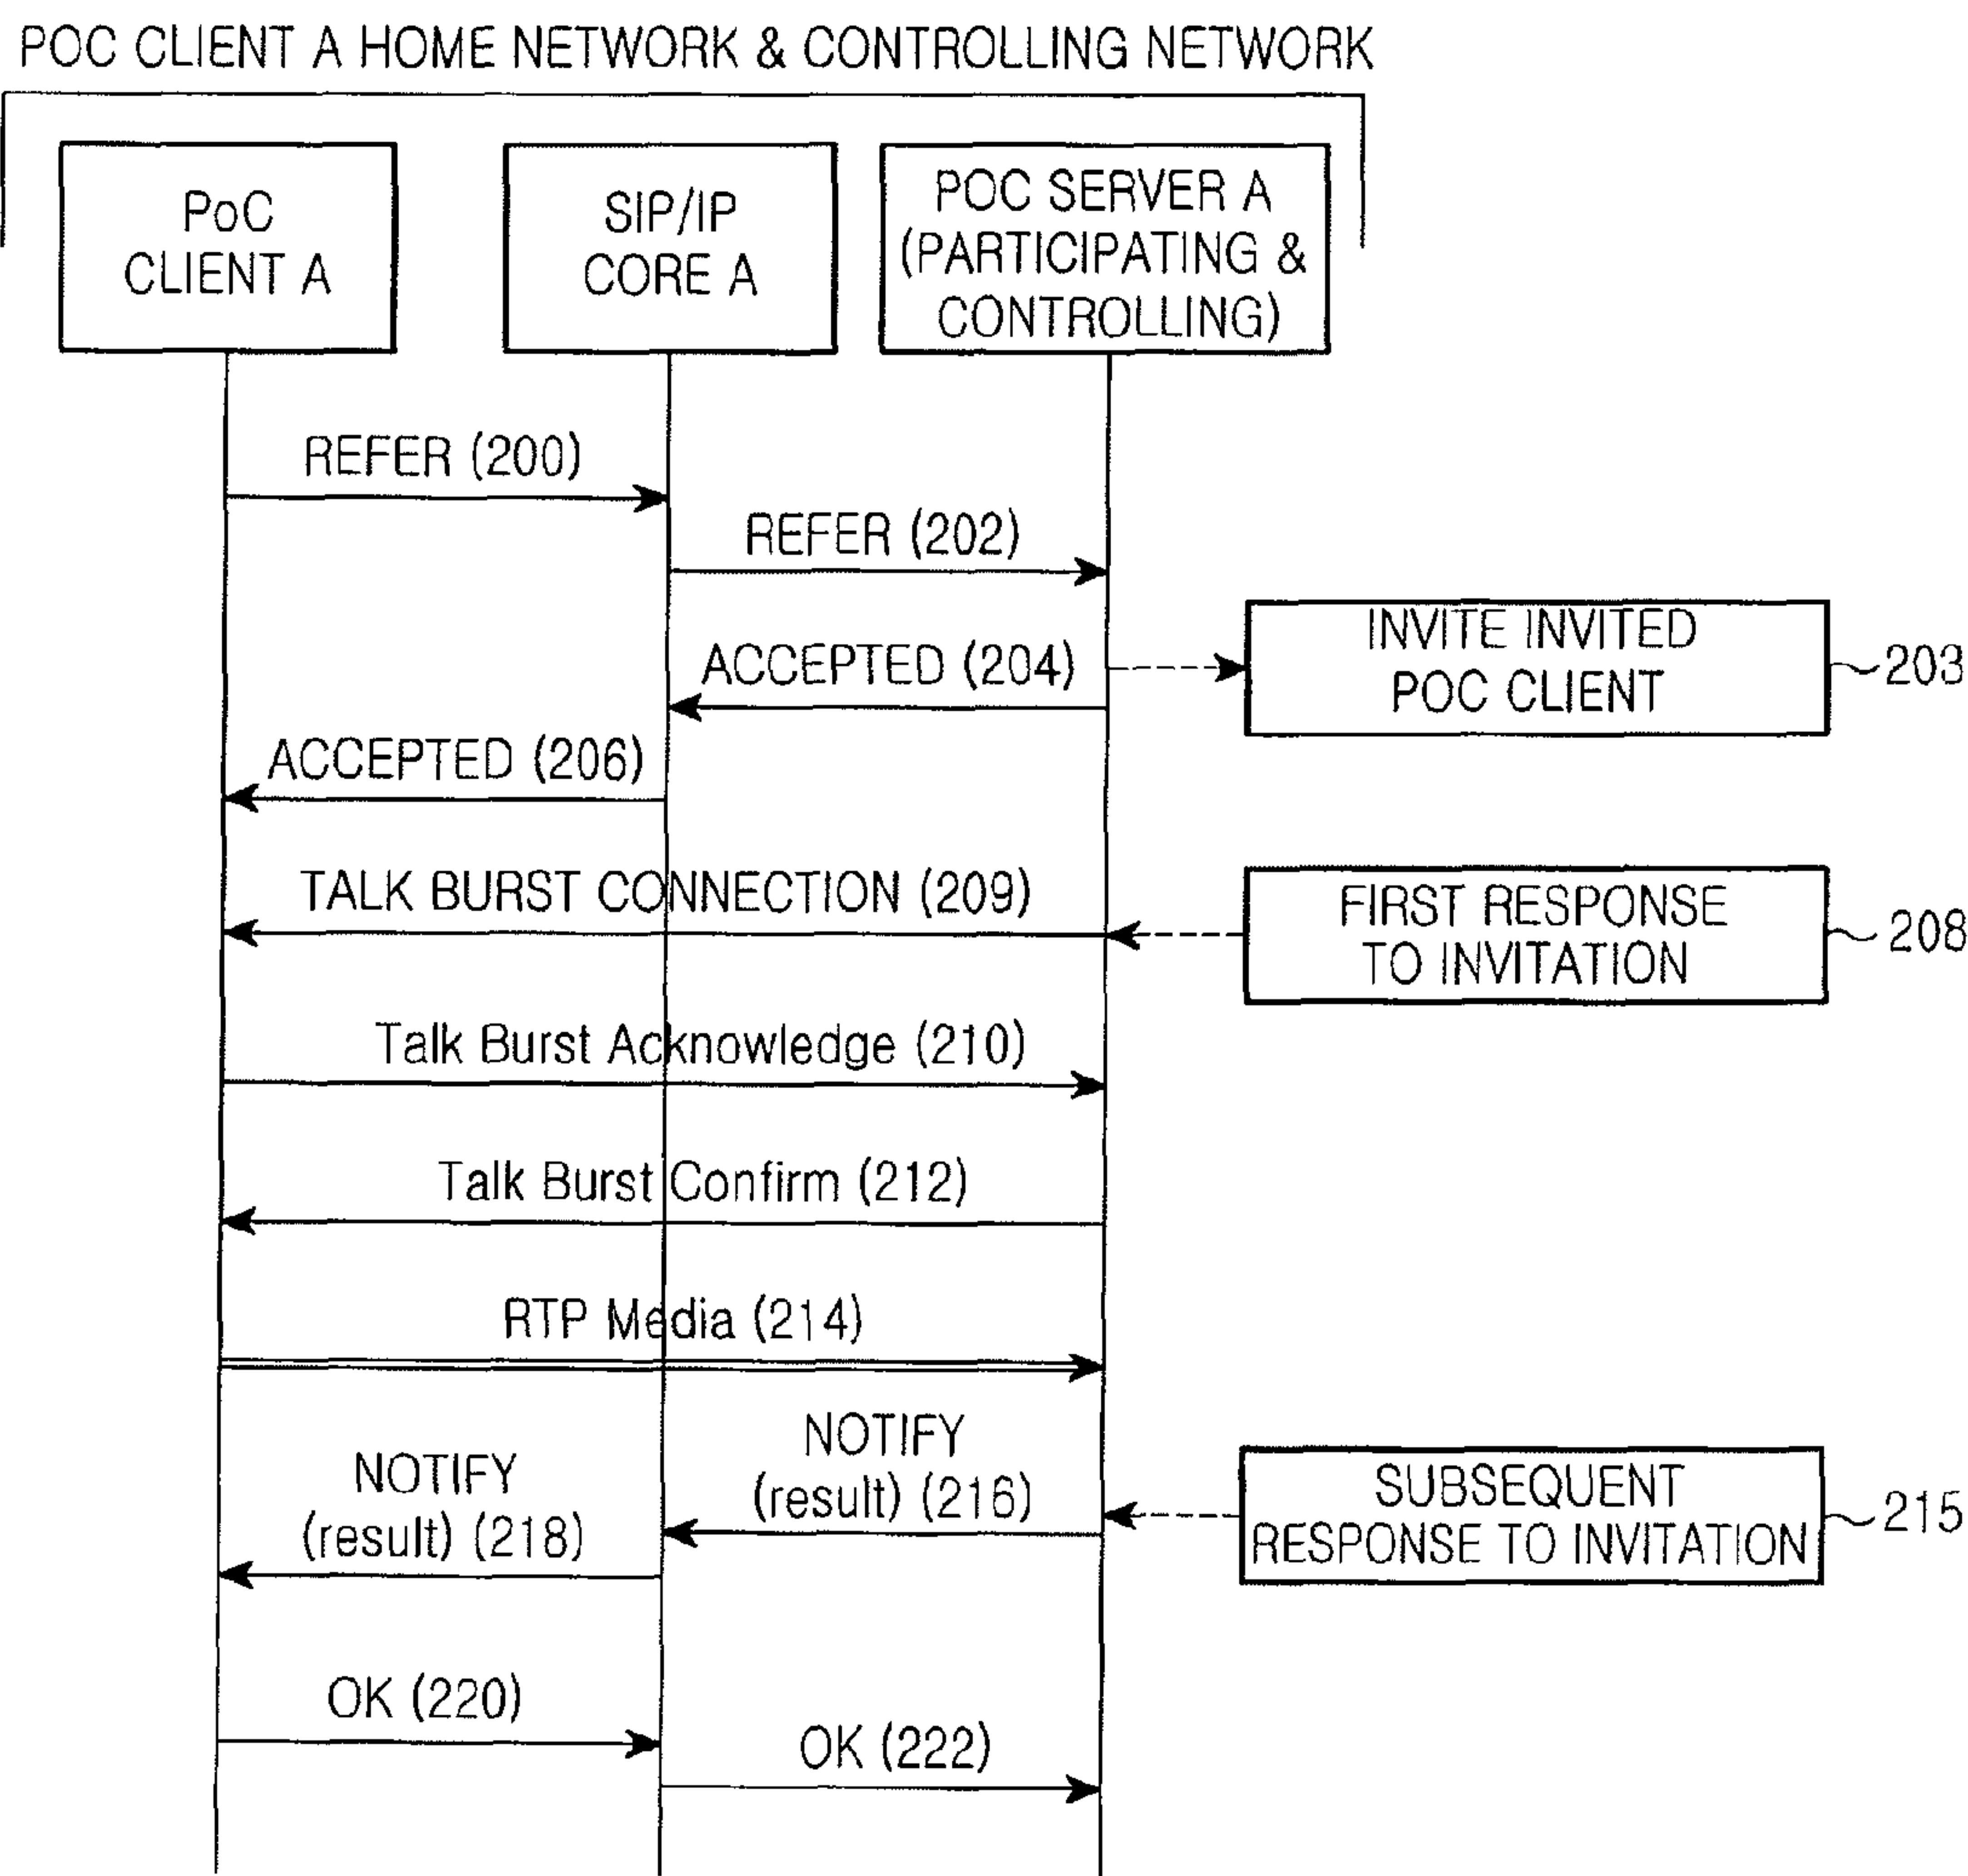 POC CLIENT A HOME NETWORK & CONTROLLING NETWORK
PoC
CLIENT A
SIP/IP
CORE A
POC SERVER A
(PARTICIPATING &
CONTROLLING)
REFER (200)
REFER (202)
INVITE INVITED
POC CLIENT
203
ACCEPTED (204)
ACCEPTED (206)
TALK BURST CONNECTION (209)
FIRST RESPONSE
TO INVITATION
208
Talk Burst Acknowledge (210)
Talk Burst Confirm (212)
RTP Media (214)
NOTIFY
(result) (216)
NOTIFY
(result) (218)
SUBSEQUENT
RESPONSE TO INVITATION
215
OK (220)
OK (222)